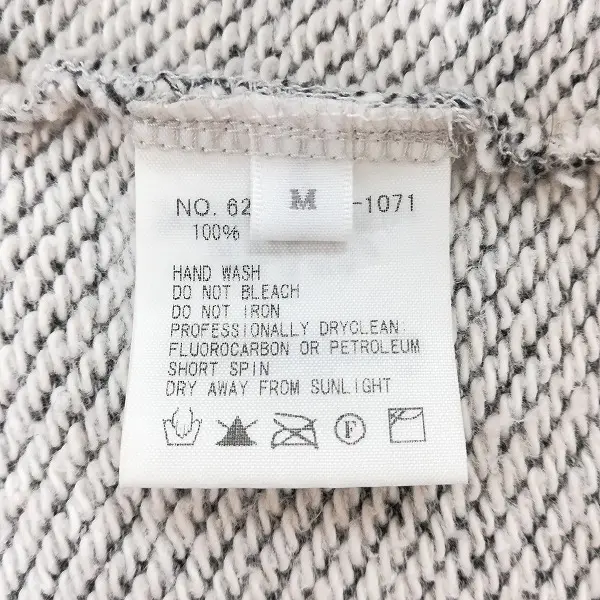 M
NO. 62 -1071
100%
HAND WASH
DO NOT BLEACH
DO NOT IRON
PROFESSIONALLY DRYCLEAN:
FLUOROCARBON OR PETROLEUM
SHORT SPIN
DRY AWAY FROM SUNLIGHT
F